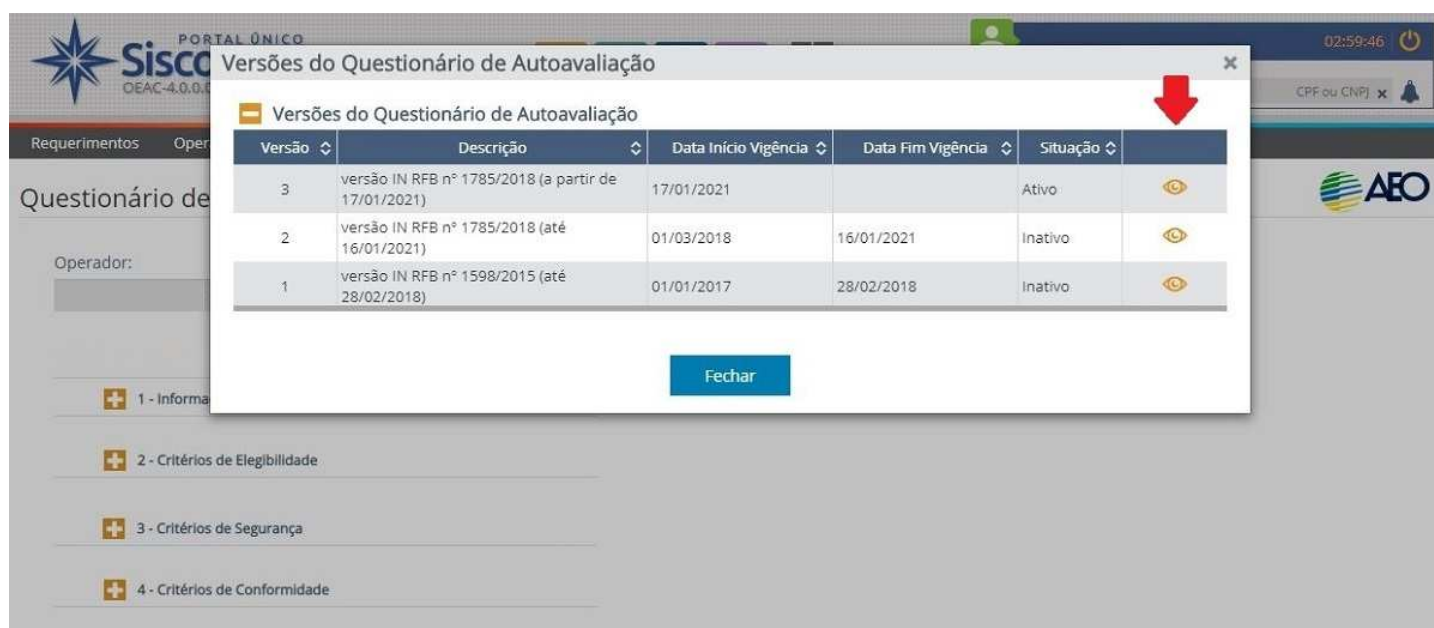 PORTAL ÚNICO
Sisco
OEAC-4.0.0.
02:59:46
CPF ou CNPJ x
Requerimentos Oper
Versões do Questionário de Autoavaliação
Versões do Questionário de Autoavaliação
Versão Descrição Data Início Vigência Data Fim Vigência Situação
3 versão IN RFB nº 1785/2018 (a partir de 17/01/2021) 17/01/2021 Ativo
2 versão IN RFB nº 1785/2018 (até 16/01/2021) 01/03/2018 16/01/2021 Inativo
1 versão IN RFB nº 1598/2015 (até 28/02/2018) 01/01/2017 28/02/2018 Inativo
Fechar
Questionário de
AEO
Operador:
1 - Informa
2 - Critérios de Elegibilidade
3 - Critérios de Segurança
4 - Critérios de Conformidade